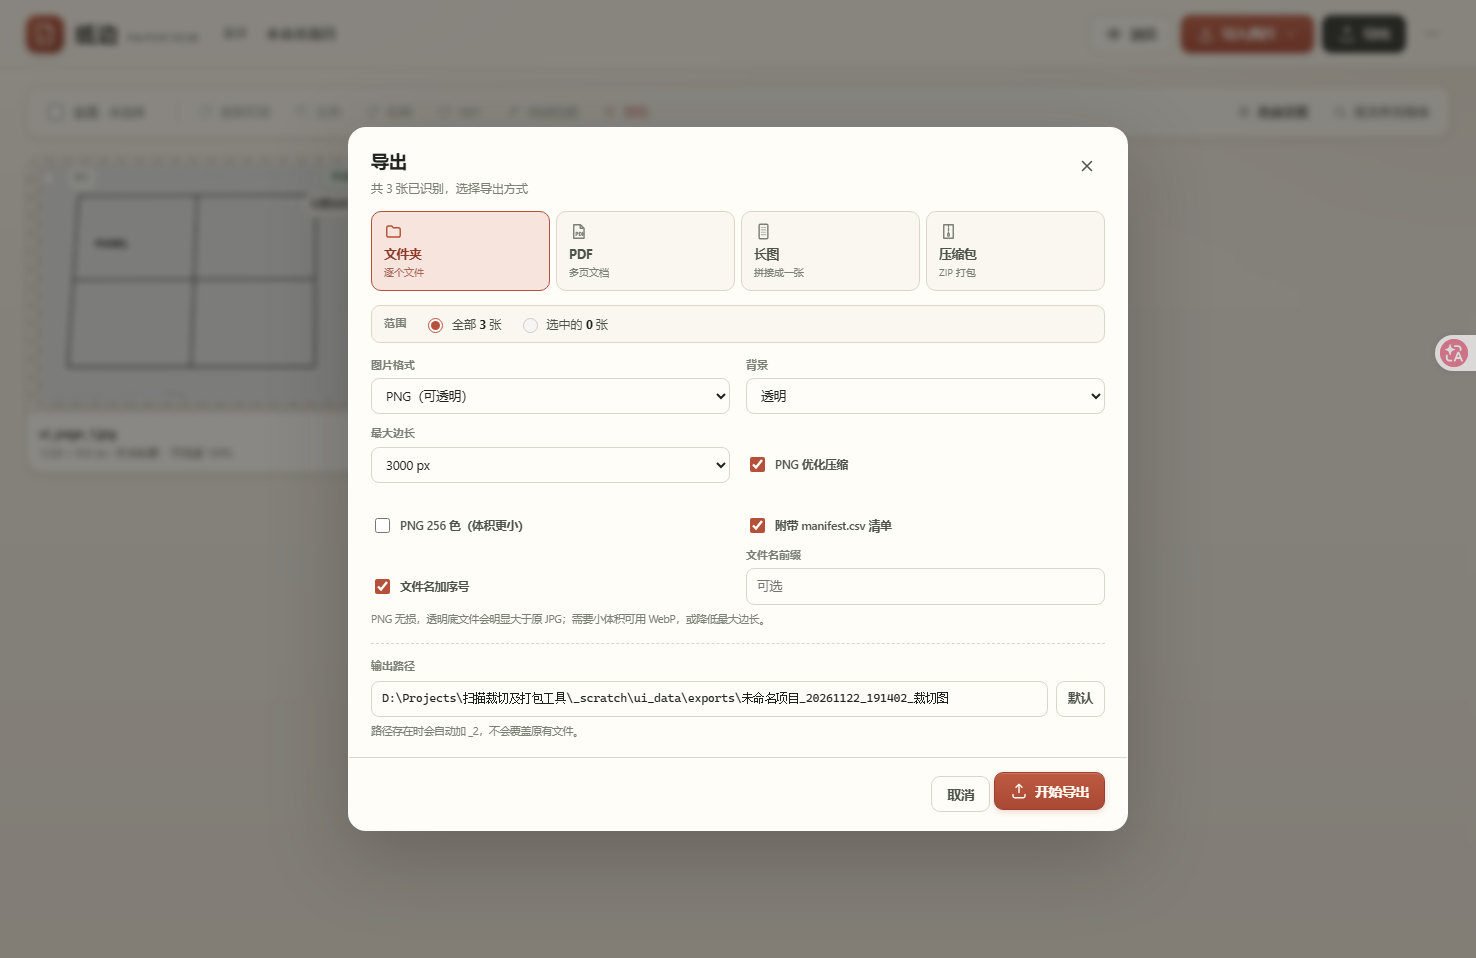 导出
共 3 张已识别，选择导出方式
文件夹
逐个文件
PDF
多页文档
长图
拼接成一张
压缩包
ZIP 打包
范围
全部 3 张
选中的 0 张
图片格式
背景
PNG（可透明）
透明
最大边长
3000 px
PNG 优化压缩
PNG 256 色（体积更小）
附带 manifest.csv 清单
文件名前缀
文件名加序号
可选
PNG 无损，透明底文件会明显大于原 JPG；需要小体积可用 WebP，或降低最大边长。
输出路径
D:\Projects\扫描裁切及打包工具\_scratch\ui_data\exports\未命名项目_20261122_191402_裁切图
默认
路径存在时会自动加 _2，不会覆盖原有文件。
取消
开始导出